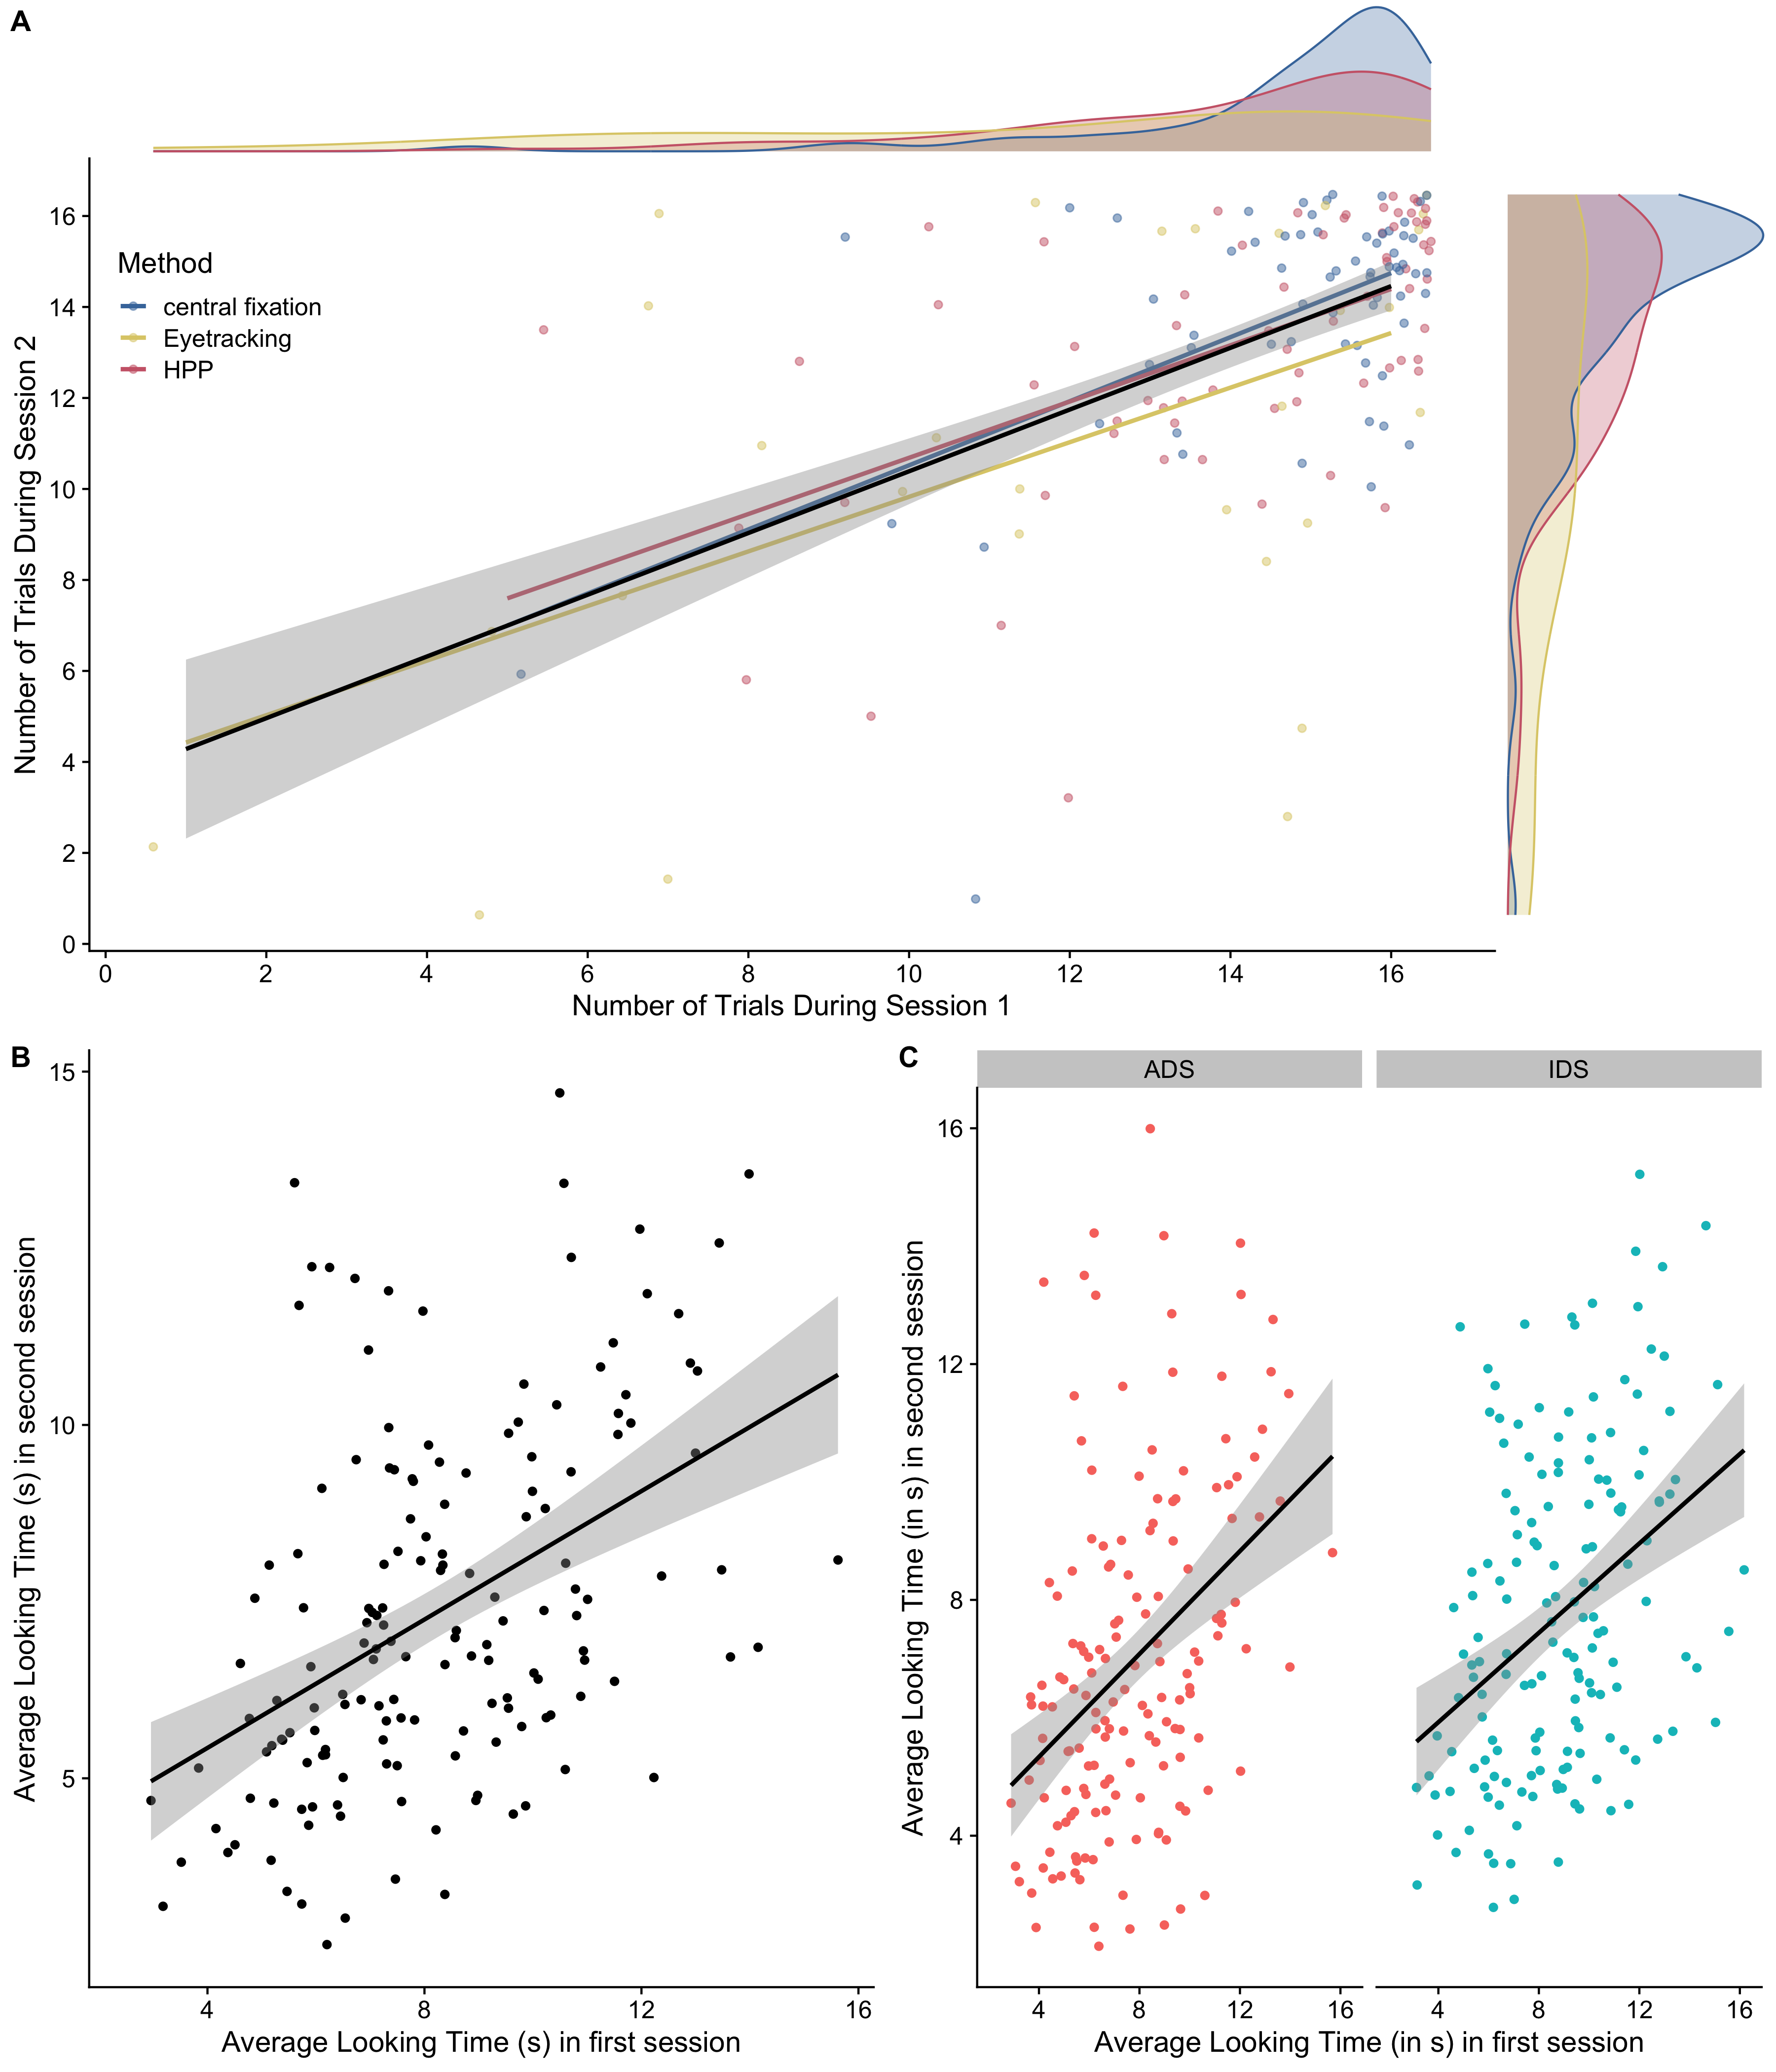 A
Number of Trials During Session 2
16
14
12
10
8
6
4
2
0
Method
central fixation
Eyetracking
HPP
0 2 4 6 8 10 12 14 16
Number of Trials During Session 1
B
Average Looking Time (s) in second session
15
10
5
4 8 12 16
Average Looking Time (s) in first session
C
ADS IDS
Average Looking Time (in s) in second session
16
12
8
4
4 8 12 16 4 8 12 16
Average Looking Time (in s) in first session